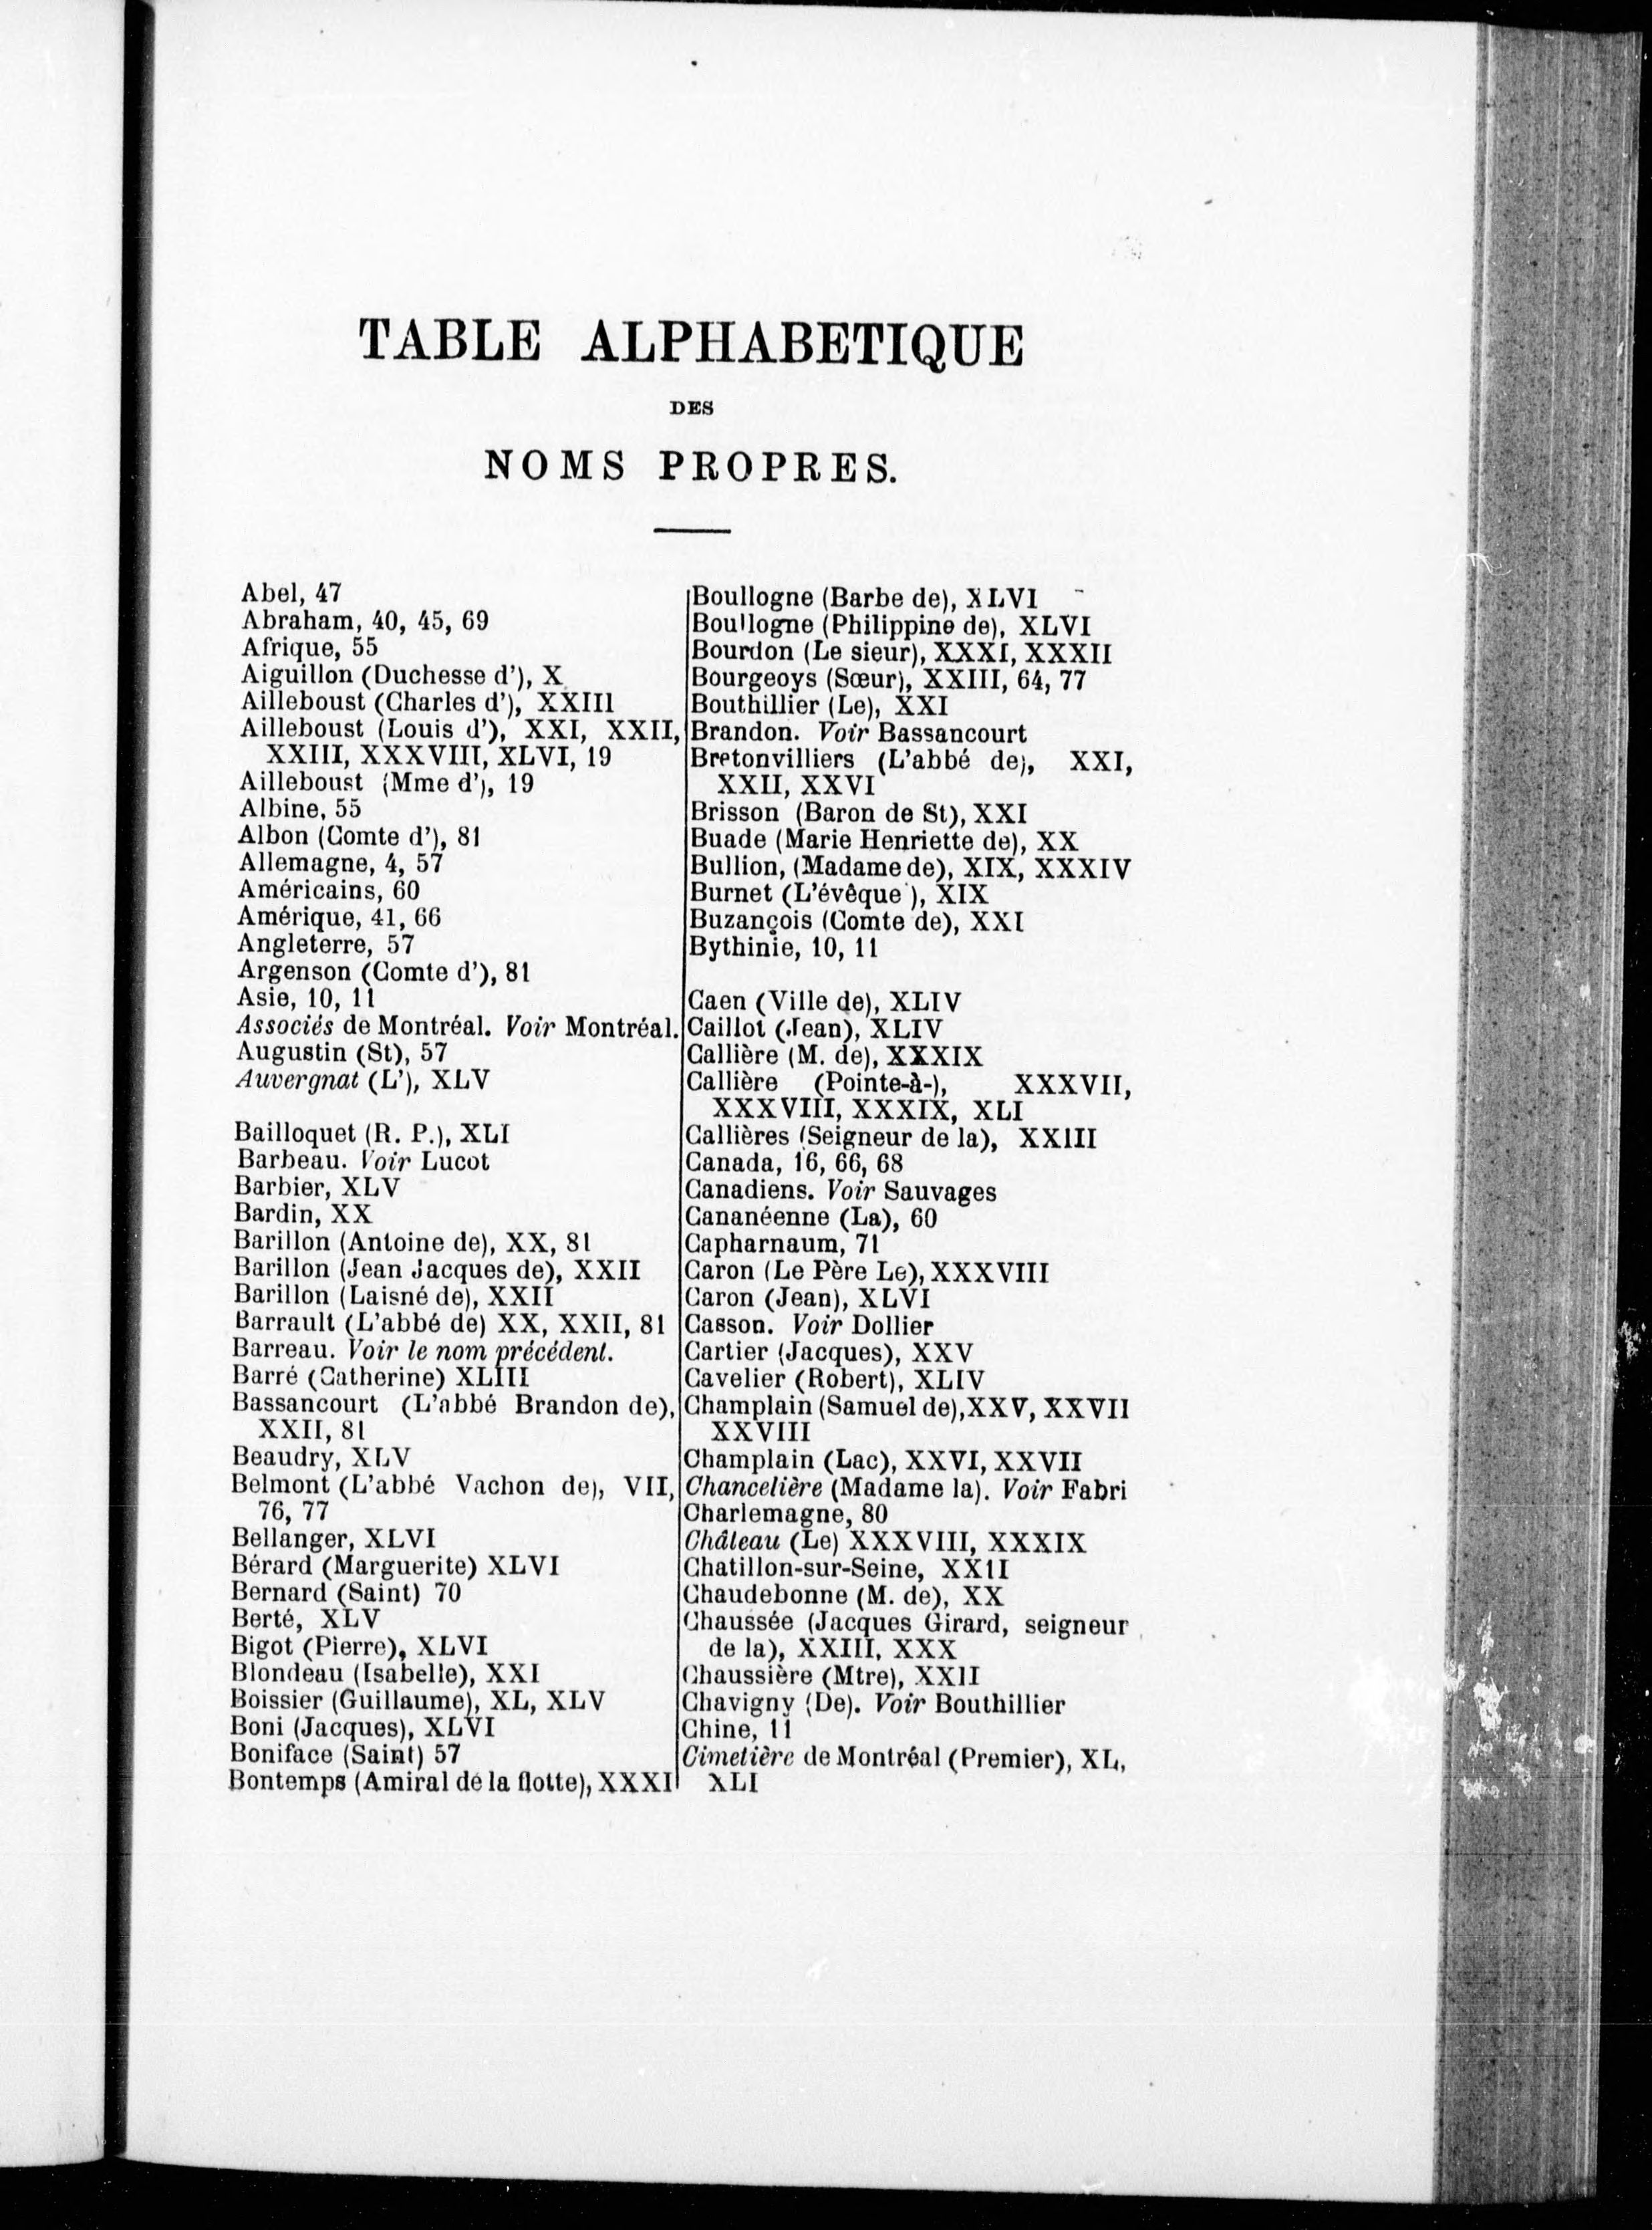 TABLE ALPHABETIQUE
DES
NOMS PROPRES.
Abel, 47
Abraham, 40, 45, 69
Afrique, 55
Aiguillon (Duchesse d'), X
Ailleboust (Charles d'), XXIII
Ailleboust (Louis d'), XXI, XXII,
XXIII, XXXVIII, XLVI, 19
Ailleboust (Mme d'), 19
Albine, 55
Albon (Comte d'), 81
Allemagne, 4, 57
Américains, 60
Amérique, 41, 66
Angleterre, 57
Argenson (Comte d'), 81
Asie, 10, 11
Associés de Montréal. Voir Montréal.
Augustin (St), 57
Auvergnat (L'), XLV
Bailloquet (R. P.), XLI
Barbeau. Voir Lucot
Barbier, XLV
Bardin, XX
Barillon (Antoine de), XX, 81
Barillon (Jean Jacques de), XXII
Barillon (Laisné de), XXII
Barrault (L'abbé de) XX, XXII, 81
Barreau. Voir le nom précédent.
Barré (Catherine) XLIII
Bassancourt (L'abbé Brandon de),
XXII, 81
Beaudry, XLV
Belmont (L'abbé Vachon de), VII,
76, 77
Bellanger, XLVI
Bérard (Marguerite) XLVI
Bernard (Saint) 70
Berté, XLV
Bigot (Pierre), XLVI
Blondeau (Isabelle), XXI
Boissier (Guillaume), XL, XLV
Boni (Jacques), XLVI
Boniface (Saint) 57
Bontemps (Amiral de la flotte), XXXI
Boullogne (Barbe de), XLVI
Boullogne (Philippine de), XLVI
Bourdon (Le sieur), XXXI, XXXII
Bourgeoys (Sœur), XXIII, 64, 77
Bouthillier (Le), XXI
Brandon. Voir Bassancourt
Bretonvilliers (L'abbé de), XXI,
XXII, XXVI
Brisson (Baron de St), XXI
Buade (Marie Henriette de), XX
Bullion, (Madame de), XIX, XXXIV
Burnet (L'évêque), XIX
Buzançois (Comte de), XXI
Bythinie, 10, 11
Caen (Ville de), XLIV
Caillot (Jean), XLIV
Callière (M. de), XXXIX
Callière (Pointe-à-), XXXVII,
XXXVIII, XXXIX, XLI
Callières (Seigneur de la), XXIII
Canada, 16, 66, 68
Canadiens. Voir Sauvages
Cananéenne (La), 60
Capharnaum, 71
Caron (Le Père Le), XXXVIII
Caron (Jean), XLVI
Casson. Voir Dollier
Cartier (Jacques), XXV
Cavelier (Robert), XLIV
Champlain (Samuel de), XXV, XXVII
XXVIII
Champlain (Lac), XXVI, XXVII
Chancelière (Madame la). Voir Fabri
Charlemagne, 80
Château (Le) XXXVIII, XXXIX
Chatillon-sur-Seine, XXII
Chaudebonne (M. de), XX
Chaussée (Jacques Girard, seigneur
de la), XXIII, XXX
Chaussière (Mtre), XXII
Chavigny (De). Voir Bouthillier
Chine, 11
Cimetière de Montréal (Premier), XL,
XLI